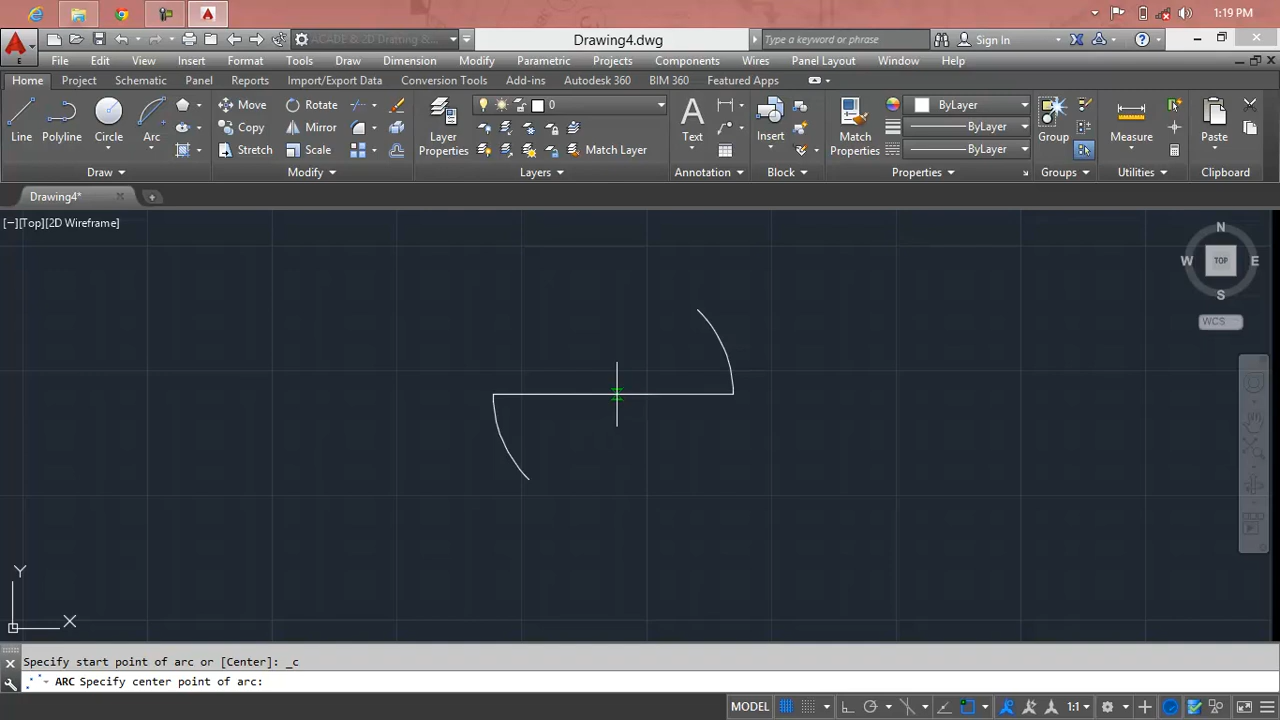 1:19 PM
ACADE & 2D Drafting &...
Drawing4.dwg
Type a keyword or phrase
Sign In
File Edit View Insert Format Tools Draw Dimension Modify Parametric Projects Components Wires Panel Layout Window Help
Home Project Schematic Panel Reports Import/Export Data Conversion Tools Add-ins Autodesk 360 BIM 360 Featured Apps
Line Polyline Circle Arc
Move Rotate
Copy Mirror
Stretch Scale
Layer Properties
0
Match Layer
Text
Insert
Match Properties
ByLayer
ByLayer
ByLayer
Group
Measure
Paste
Draw Modify Layers Annotation Block Properties Groups Utilities Clipboard
Drawing4*
[−][Top][2D Wireframe]
N
W TOP E
S
WCS
Y
X
Specify start point of arc or [Center]: _c
ARC Specify center point of arc:
MODEL 1:1